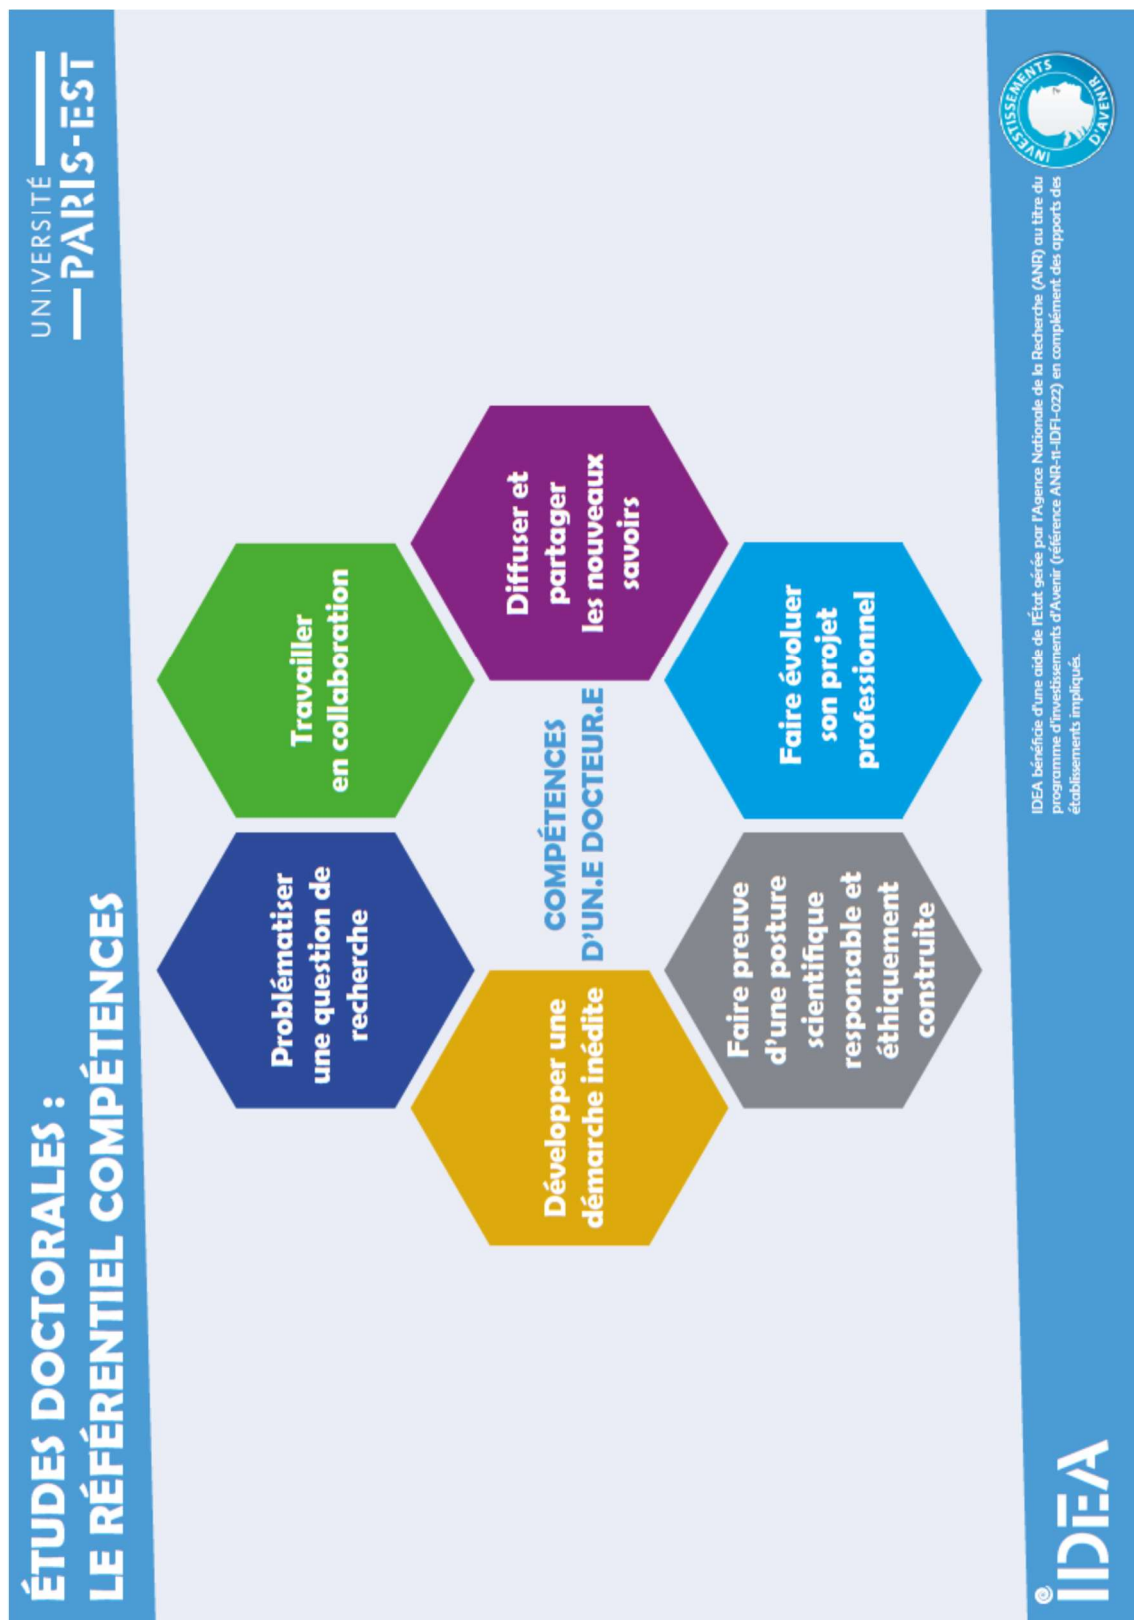 ÉTUDES DOCTORALES :
LE RÉFÉRENTIEL COMPÉTENCES
UNIVERSITÉ
PARIS-EST
Problématiser
une question de
recherche
Travailler
en collaboration
Développer une
démarche inédite
COMPÉTENCES
D'UN.E DOCTEUR.E
Diffuser et
partager
les nouveaux
savoirs
Faire preuve
d'une posture
scientifique
responsable et
éthiquement
construite
Faire évoluer
son projet
professionnel
IDEA
IDEA bénéficie d'une aide de l'État gérée par l'Agence Nationale de la Recherche (ANR) au titre du
programme d'investissements d'Avenir (référence ANR-11-IDFI-022) en complément des apports des
établissements impliqués.
INVESTISSEMENTS
D'AVENIR